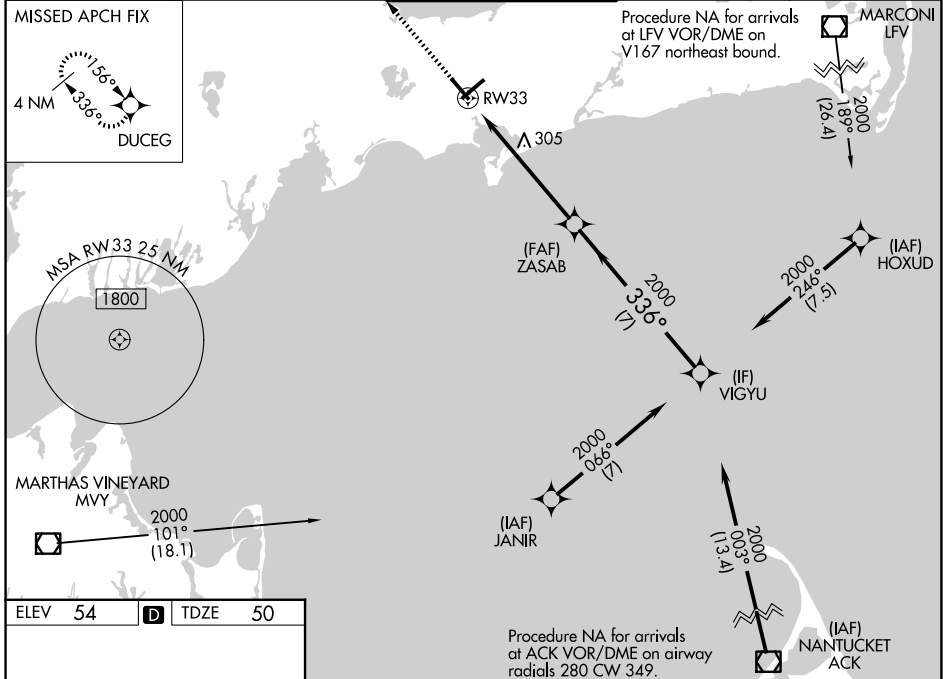 MISSED APCH FIX
4 NM
156°
336°
DUCEG
RW33
305
Procedure NA for arrivals
at LFV VOR/DME on
V167 northeast bound.
MARCONI
LFV
2000
189°
(26.4)
(FAF)
ZASAB
(IAF)
HOXUD
2000
246°
(7.5)
2000
336°
(7)
MSA RW33 25 NM
1800
(IF)
VIGYU
2000
066°
(7)
(IAF)
JANIR
MARTHAS VINEYARD
MVY
2000
101°
(18.1)
2000
003°
(13.4)
(IAF)
NANTUCKET
ACK
ELEV 54 D TDZE 50
Procedure NA for arrivals
at ACK VOR/DME on airway
radials 280 CW 349.